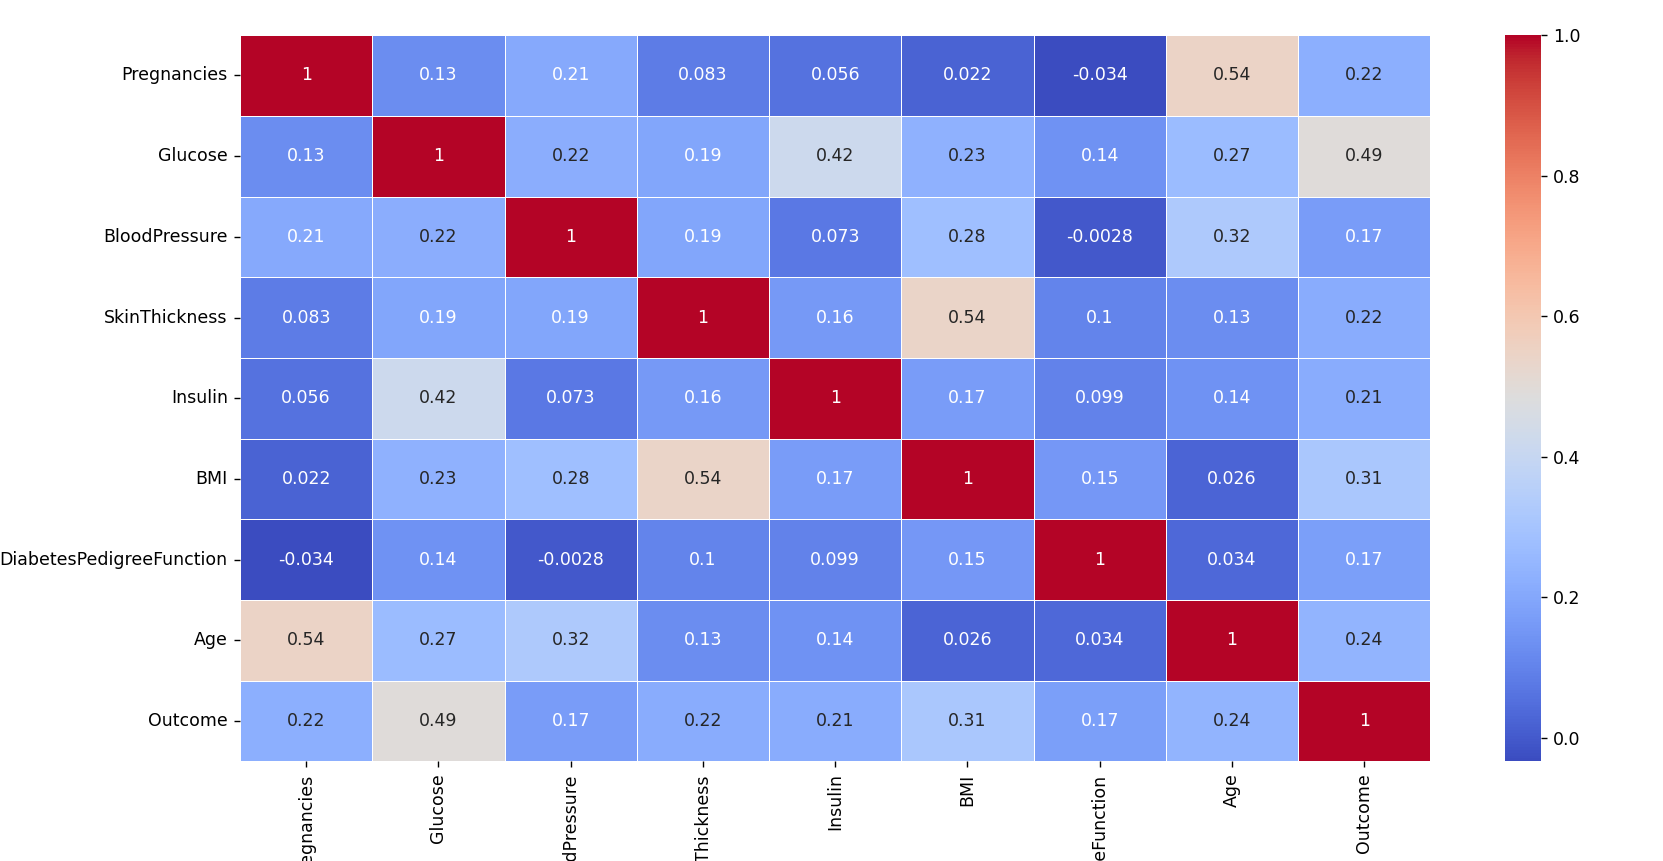 Pregnancies 1 0.13 0.21 0.083 0.056 0.022 -0.034 0.54 0.22
Glucose 0.13 1 0.22 0.19 0.42 0.23 0.14 0.27 0.49
BloodPressure 0.21 0.22 1 0.19 0.073 0.28 -0.0028 0.32 0.17
SkinThickness 0.083 0.19 0.19 1 0.16 0.54 0.1 0.13 0.22
Insulin 0.056 0.42 0.073 0.16 1 0.17 0.099 0.14 0.21
BMI 0.022 0.23 0.28 0.54 0.17 1 0.15 0.026 0.31
DiabetesPedigreeFunction -0.034 0.14 -0.0028 0.1 0.099 0.15 1 0.034 0.17
Age 0.54 0.27 0.32 0.13 0.14 0.026 0.034 1 0.24
Outcome 0.22 0.49 0.17 0.22 0.21 0.31 0.17 0.24 1
egnancies
Glucose
dPressure
Thickness
Insulin
BMI
eFunction
Age
Outcome
1.0
0.8
0.6
0.4
0.2
0.0